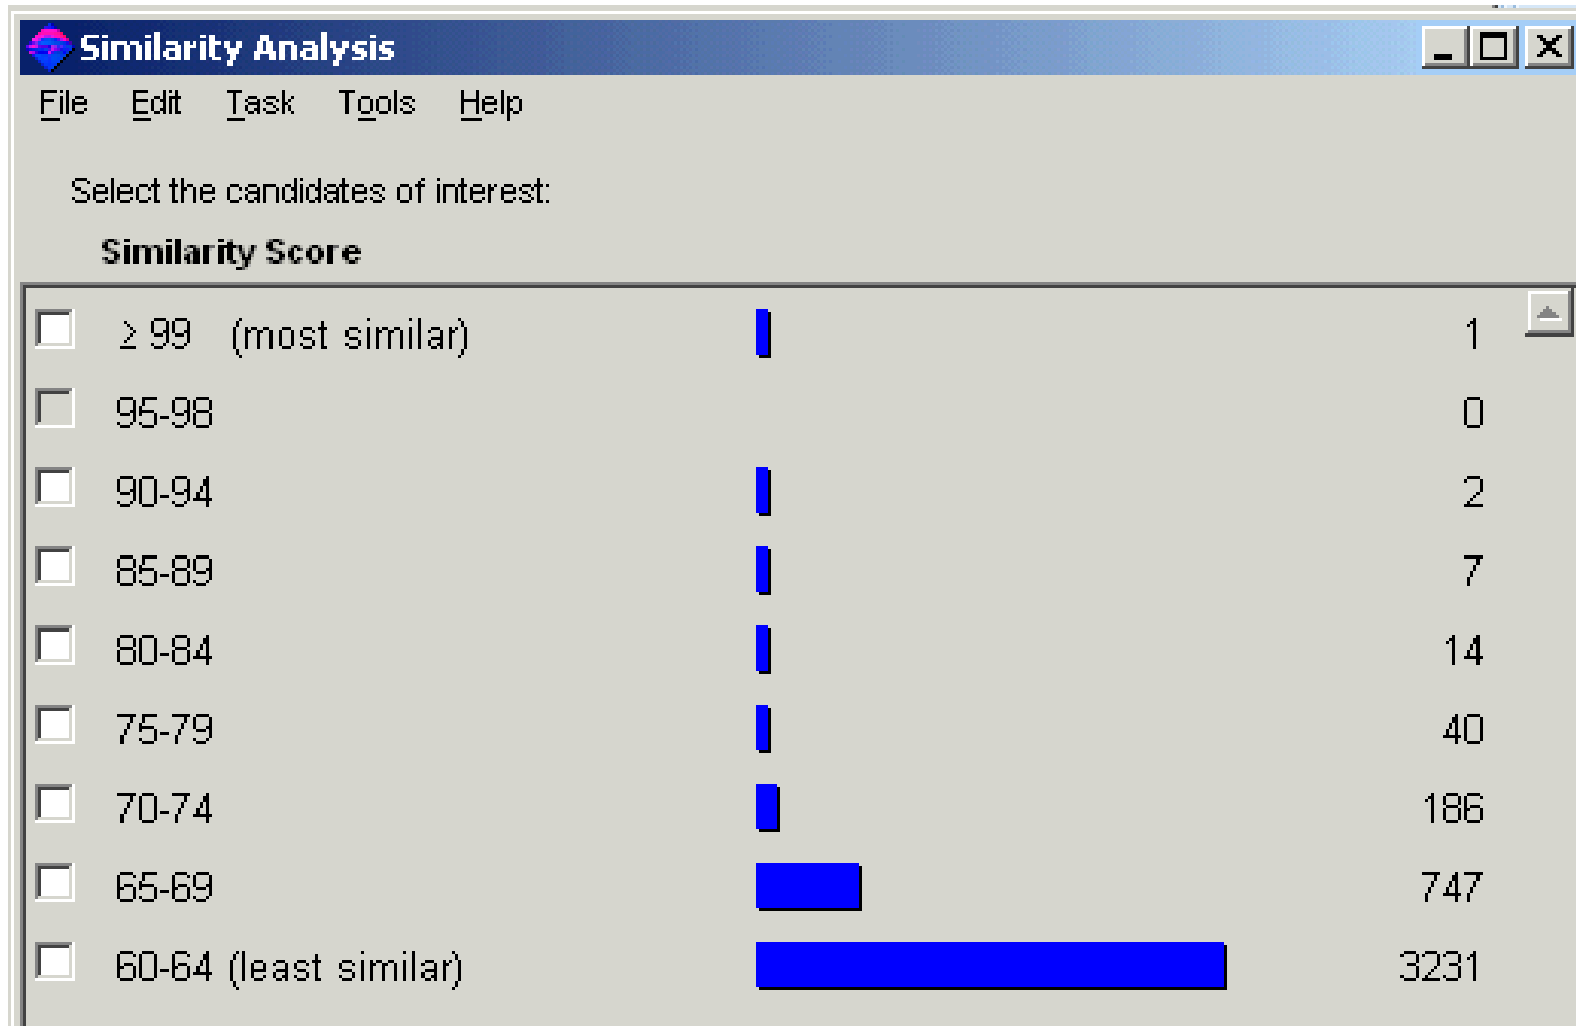 Similarity Analysis
File Edit Task Tools Help
Select the candidates of interest:
Similarity Score
≥ 99 (most similar) 1
95-98 0
90-94 2
85-89 7
80-84 14
75-79 40
70-74 186
65-69 747
60-64 (least similar) 3231